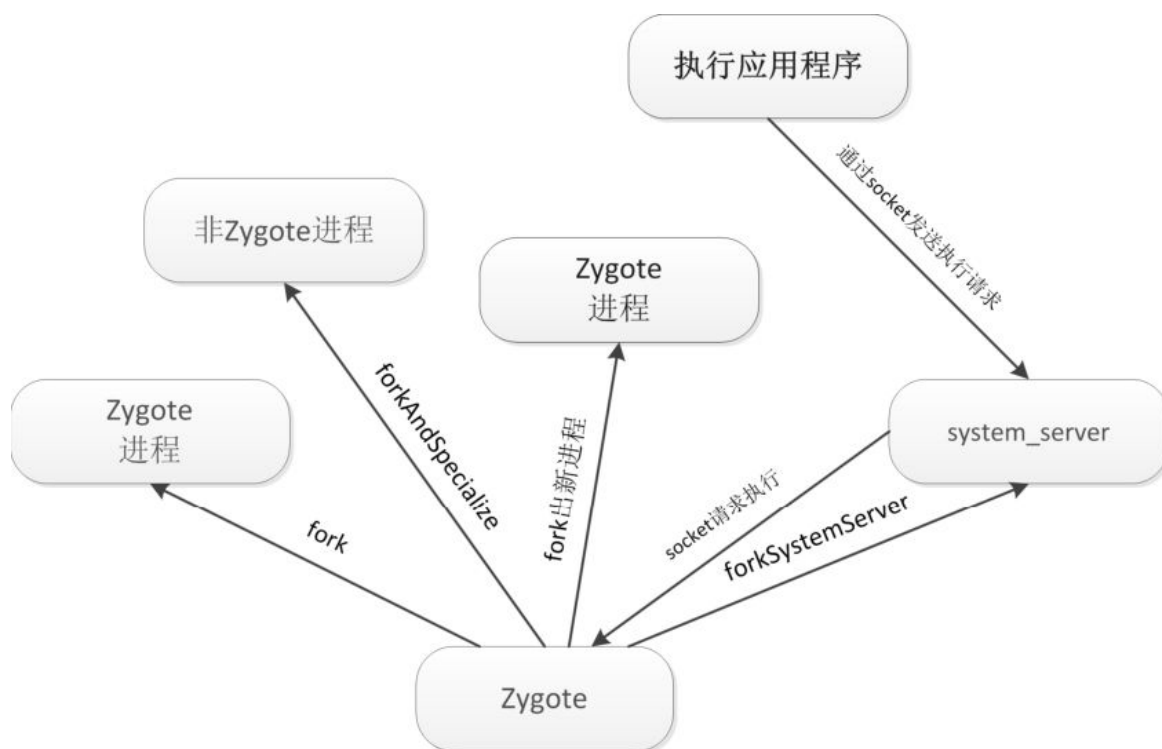 执行应用程序
通过socket发送执行请求
非Zygote进程
Zygote
进程
Zygote
进程
system_server
forkAndSpecialize
fork出新进程
socket请求执行
forkSystemServer
fork
Zygote